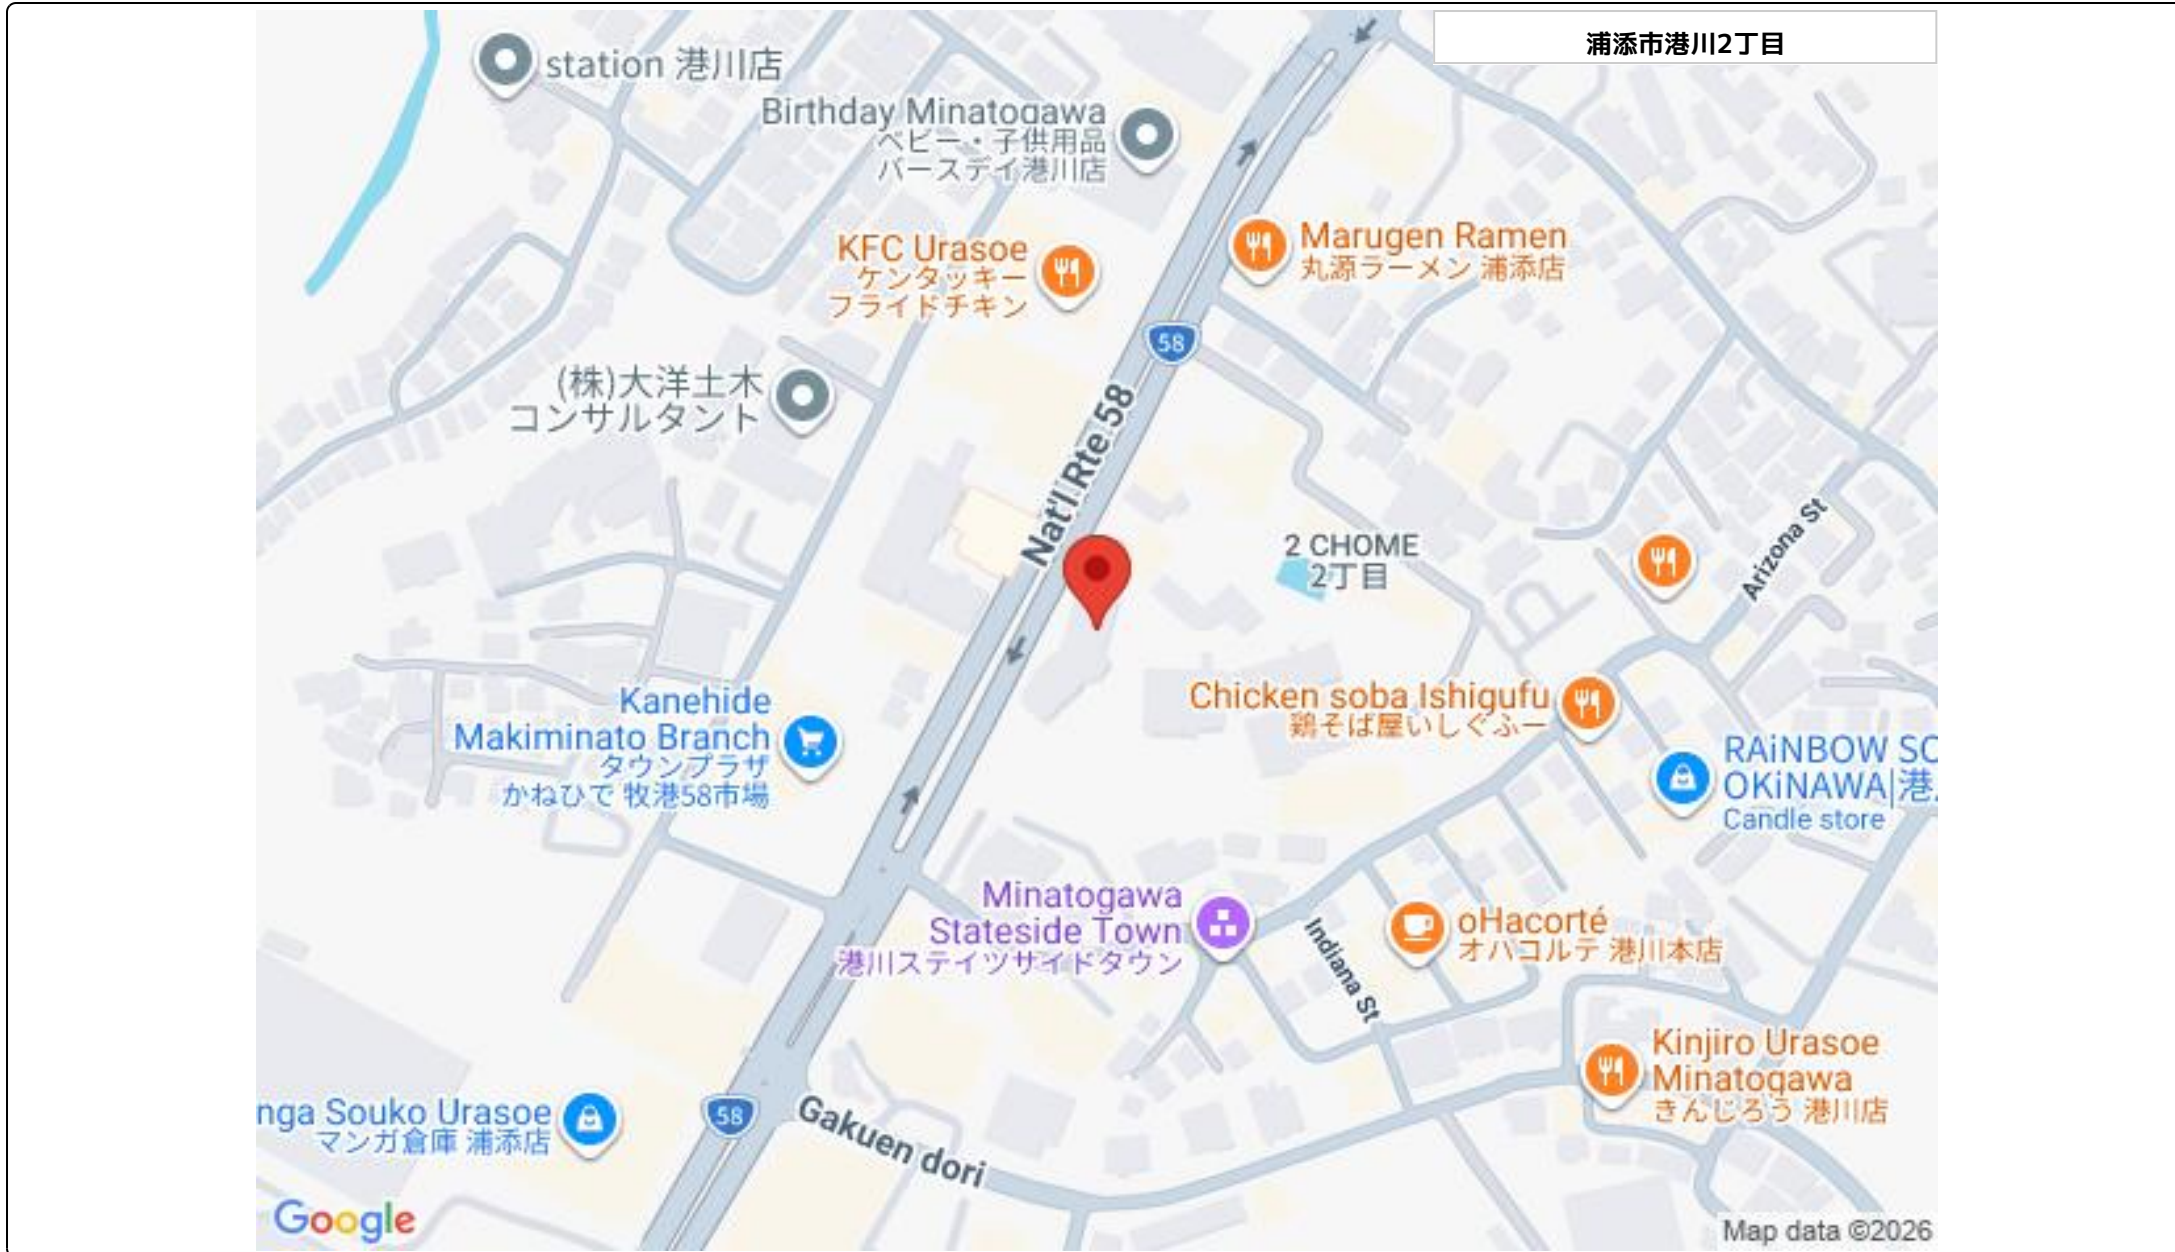 浦添市港川2丁目
station 港川店
Birthday Minatogawa
ベビー・子供用品
バースデイ港川店
KFC Urasoe
ケンタッキー
フライドチキン
Marugen Ramen
丸源ラーメン 浦添店
58
(株)大洋土木
コンサルタント
Nat'l Rte 58
2 CHOME
2丁目
Arizona St
Kanehide
Makiminato Branch
タウンプラザ
かねひで 牧港58市場
Chicken soba Ishigufu
鶏そば屋いしぐふー
RAiNBOW SC
OKiNAWA|港
Candle store
Minatogawa
Stateside Town
港川ステイツサイドタウン
Indiana St
oHacorté
オハコルテ 港川本店
Kinjiro Urasoe
Minatogawa
きんじろう 港川店
nga Souko Urasoe
マンガ倉庫 浦添店
58
Gakuen dori
Google
Map data ©2026